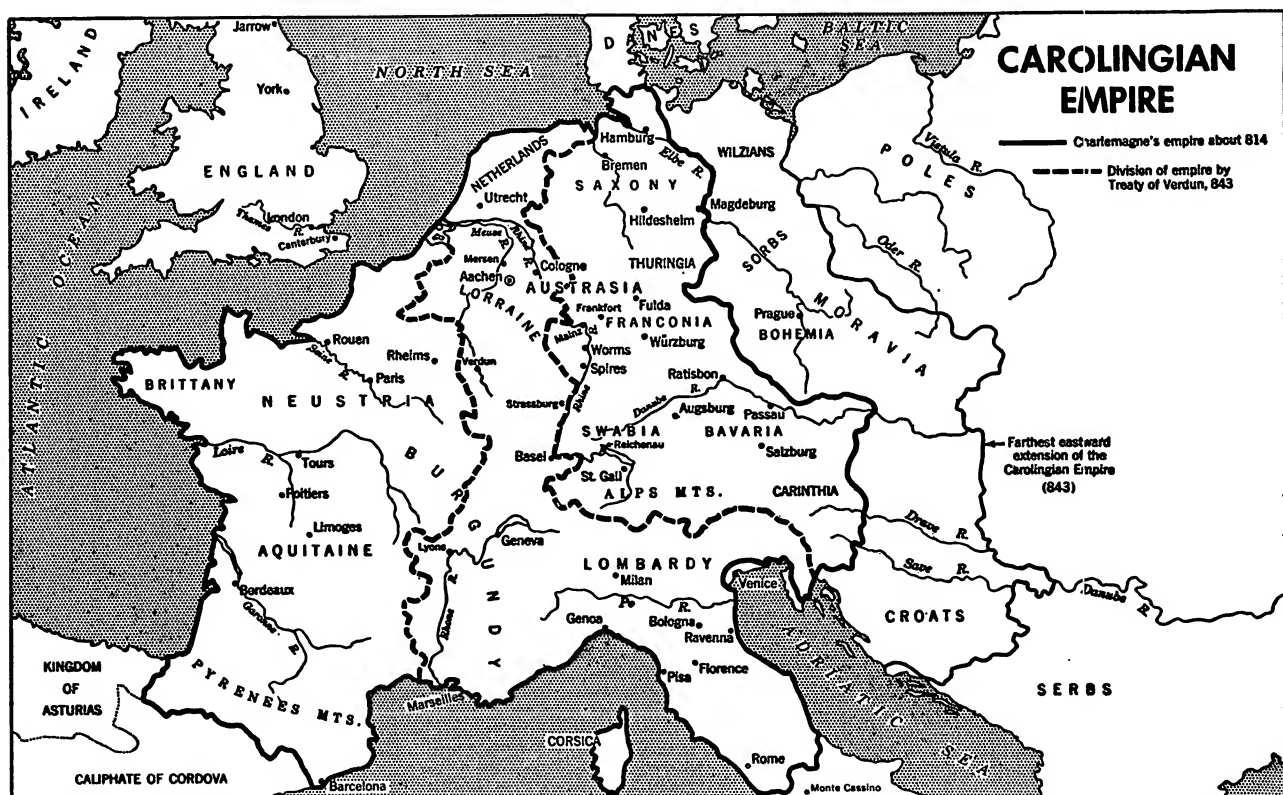 CAROLINGIAN
EMPIRE
Charlemagne's empire about 814
Division of empire by
Treaty of Verdun, 843
Jarrow
IRELAND
York
NORTH SEA
DANES
BALTIC
SEA
ENGLAND
London
Thames R.
Canterbury
ATLANTIC OCEAN
NETHERLANDS
Utrecht
Hamburg
Elbe R.
Bremen
SAXONY
Hildesheim
WILZIANS
Magdeburg
Vistula R.
POLES
Oder R.
SORBS
Meuse R.
Rhine R.
Mersen
Aachen
Cologne
AUSTRASIA
LORRAINE
THURINGIA
Frankfort
Fulda
FRANCONIA
Mainz
Würzburg
Worms
Spires
Prague
BOHEMIA
MORAVIA
Rouen
Seine R.
Rheims
Paris
Verdun
BRITTANY
NEUSTRIA
Strassburg
Rhine
Ratisbon
Danube R.
Augsburg
Passau
SWABIA
BAVARIA
Reichenau
Salzburg
Basel
St. Gall
ALPS MTS.
CARINTHIA
Farthest eastward
extension of the
Carolingian Empire
(843)
Loire R.
Tours
Poitiers
Limoges
AQUITAINE
BURGUNDY
Lyons
Geneva
Rhone R.
LOMBARDY
Milan
Venice
Po R.
Drave R.
Save R.
Danube R.
CROATS
Bordeaux
Garonne R.
Genoa
Bologna
Ravenna
Florence
Pisa
ADRIATIC SEA
SERBS
KINGDOM
OF
ASTURIAS
PYRENEES MTS.
Marseilles
CORSICA
Rome
CALIPHATE OF CORDOVA
Barcelona
Monte Cassino